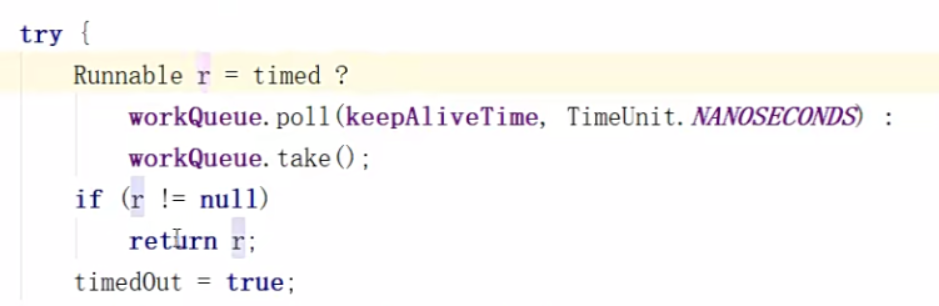 try {
Runnable r = timed ?
workQueue.poll(keepAliveTime, TimeUnit.NANOSECONDS) :
workQueue.take();
if (r != null)
return r;
timedOut = true;